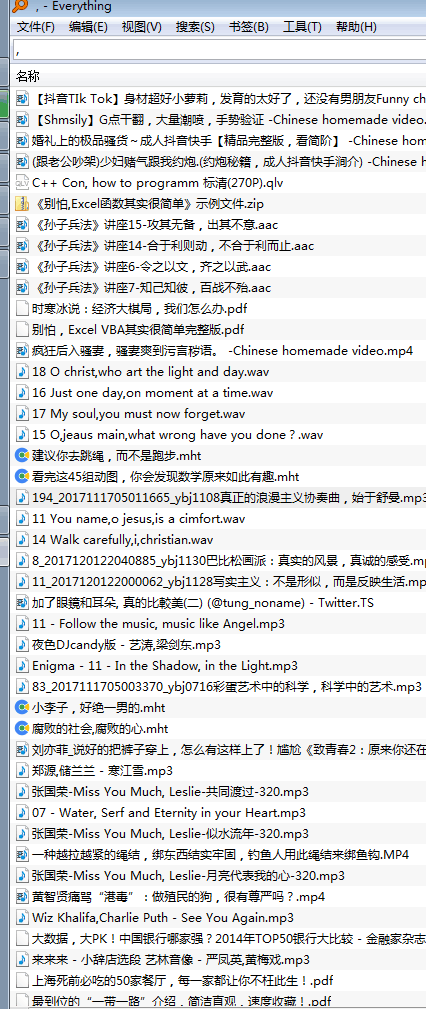 , - Everything
文件(F) 编辑(E) 视图(V) 搜索(S) 书签(B) 工具(T) 帮助(H)
,
名称
【抖音TIk Tok】身材超好小萝莉，发育的太好了，还没有男朋友Funny ch
【Shmsily】G点干翻，大量潮喷，手势验证 -Chinese homemade video.
婚礼上的极品骚货～成人抖音快手【精品完整版，看简阶】 -Chinese
(跟老公吵架)少妇赌气跟我约炮.(约炮秘籍，成人抖音快手涧介) -Chinese h
C++ Con, how to programm 标清(270P).qlv
《别怕,Excel函数其实很简单》示例文件.zip
《孙子兵法》讲座15-攻其无备，出其不意.aac
《孙子兵法》讲座14-合于利则动，不合于利而止.aac
《孙子兵法》讲座6-令之以文，齐之以武.aac
《孙子兵法》讲座7-知己知彼，百战不殆.aac
时寒冰说：经济大棋局，我们怎么办.pdf
别怕，Excel VBA其实很简单完整版.pdf
疯狂后入骚妻，骚妻爽到污言秽语。 -Chinese homemade video.mp4
18 O christ,who art the light and day.wav
16 Just one day,on moment at a time.wav
17 My soul,you must now forget.wav
15 O,jeaus main,what wrong have you done？.wav
建议你去跳绳，而不是跑步.mht
看完这45组动图，你会发现数学原来如此有趣.mht
194_2017111705011665_ybj1108真正的浪漫主义协奏曲，始于舒曼.mp3
11 You name,o jesus,is a cimfort.wav
14 Walk carefully,i,christian.wav
8_2017120122040885_ybj1130巴比松画派：真实的风景，真诚的感受.mp
11_2017120122000062_ybj1128写实主义：不是形似，而是反映生活.mp
加了眼鏡和耳朵, 真的比較美(二) (@tung_noname) - Twitter.TS
11 - Follow the music, music like Angel.mp3
夜色DJcandy版 - 艺涛,梁剑东.mp3
Enigma - 11 - In the Shadow, in the Light.mp3
83_2017111705003370_ybj0716彩蛋艺术中的科学，科学中的艺术.mp3
小李子，好绝一男的.mht
腐败的社会,腐败的心.mht
刘亦菲_说好的把裤子穿上，怎么有这样上了！尴尬《致青春2：原来你还在
郑源,储兰兰 - 寒江雪.mp3
张国荣-Miss You Much, Leslie-共同渡过-320.mp3
07 - Water, Serf and Eternity in your Heart.mp3
张国荣-Miss You Much, Leslie-似水流年-320.mp3
一种越拉越紧的绳结，绑东西结实牢固，钓鱼人用此绳结来绑鱼钩.MP4
张国荣-Miss You Much, Leslie-月亮代表我的心-320.mp3
黄智贤痛骂“港毒”：做殖民的狗，很有尊严吗？.mp4
Wiz Khalifa,Charlie Puth - See You Again.mp3
大数据，大PK！中国银行哪家强？2014年TOP50银行大比较 - 金融家杂志
来来来 - 小辞店选段 艺林音像 - 严凤英,黄梅戏.mp3
上海死前必吃的50家餐厅，每一家都让你不枉此生！.pdf
最到位的“一带一路”介绍，简洁直观，速度收藏！.pdf